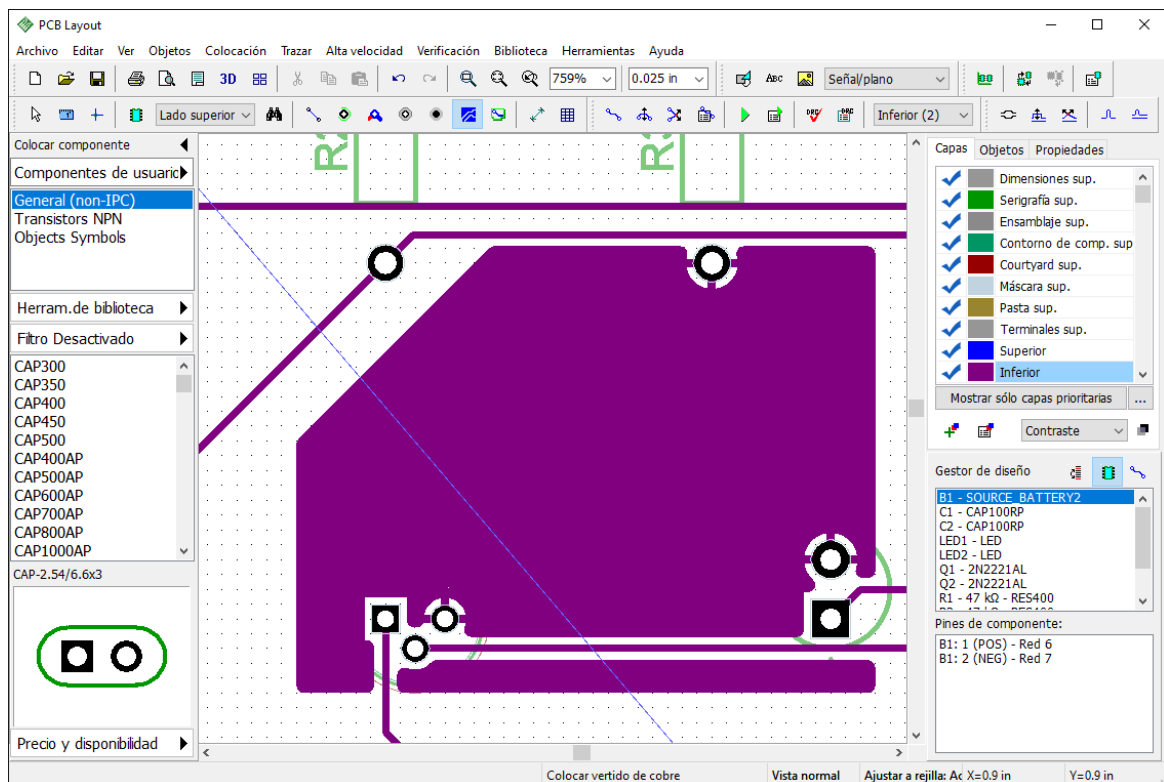 PCB Layout
Archivo Editar Ver Objetos Colocación Trazar Alta velocidad Verificación Biblioteca Herramientas Ayuda
3D 759% 0.025 in ABC Señal/plano
Lado superior DRC DRC Inferior (2)
Colocar componente
Componentes de usuario
General (non-IPC)
Transistors NPN
Objects Symbols
Herram.de biblioteca
Filtro Desactivado
CAP300
CAP350
CAP400
CAP450
CAP500
CAP400AP
CAP500AP
CAP600AP
CAP700AP
CAP800AP
CAP1000AP
CAP-2.54/6.6x3
Precio y disponibilidad
Capas Objetos Propiedades
Dimensiones sup.
Serigrafía sup.
Ensamblaje sup.
Contorno de comp. sup
Courtyard sup.
Máscara sup.
Pasta sup.
Terminales sup.
Superior
Inferior
Mostrar sólo capas prioritarias ...
Contraste
Gestor de diseño
B1 - SOURCE_BATTERY2
C1 - CAP100RP
C2 - CAP100RP
LED1 - LED
LED2 - LED
Q1 - 2N2221AL
Q2 - 2N2221AL
R1 - 47 kΩ - RES400
Pines de componente:
B1: 1 (POS) - Red 6
B1: 2 (NEG) - Red 7
Colocar vertido de cobre Vista normal Ajustar a rejilla: Ac X=0.9 in Y=0.9 in